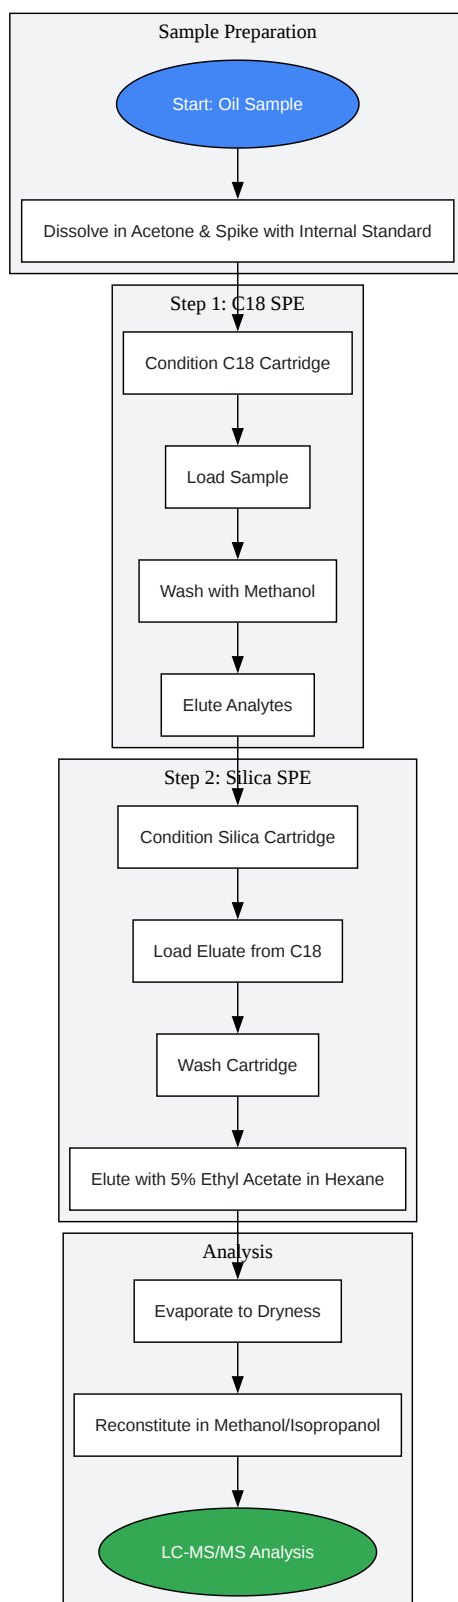 Sample Preparation
Start: Oil Sample
Dissolve in Acetone & Spike with Internal Standard
Step 1: C18 SPE
Condition C18 Cartridge
Load Sample
Wash with Methanol
Elute Analytes
Step 2: Silica SPE
Condition Silica Cartridge
Load Eluate from C18
Wash Cartridge
Elute with 5% Ethyl Acetate in Hexane
Analysis
Evaporate to Dryness
Reconstitute in Methanol/Isopropanol
LC-MS/MS Analysis